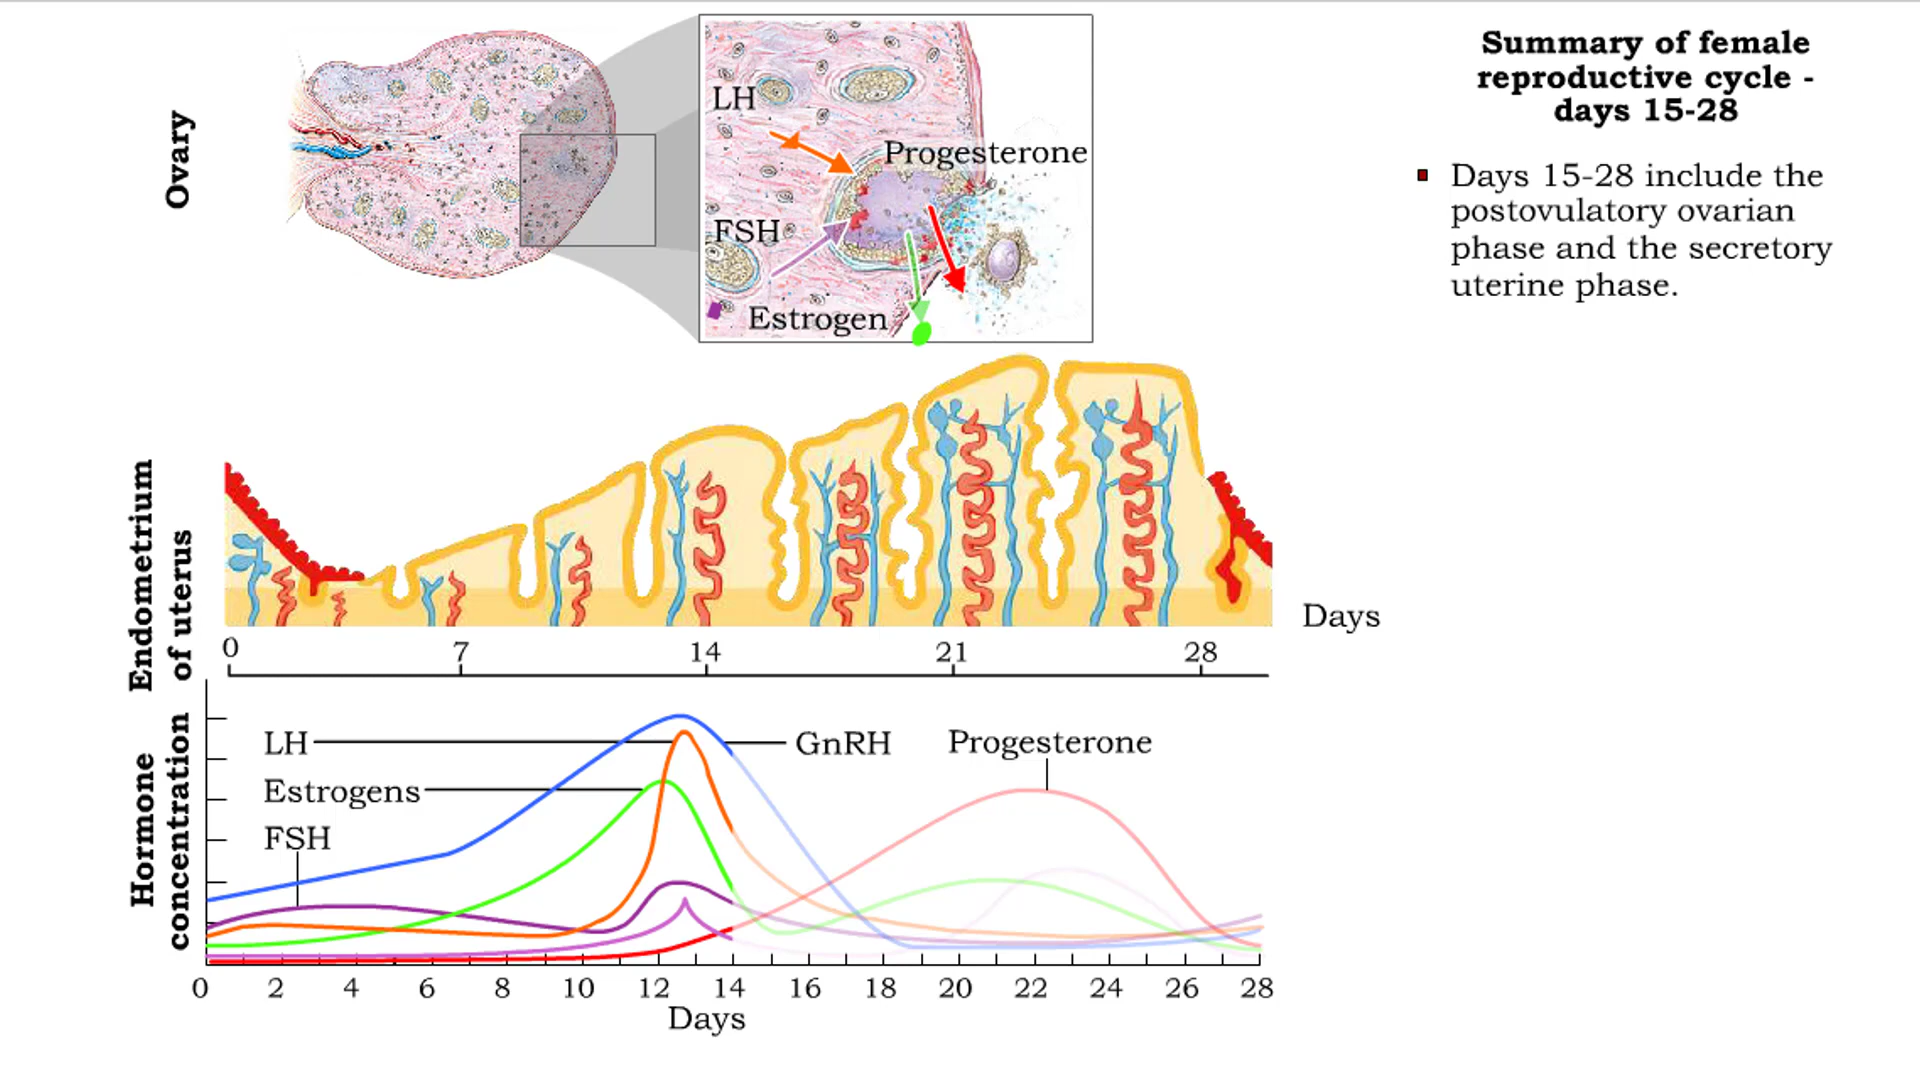 Summary of female
reproductive cycle -
days 15-28
Days 15-28 include the
postovulatory ovarian
phase and the secretory
uterine phase.
Ovary
LH
Progesterone
FSH
Estrogen
Endometrium
of uterus
Days
0 7 14 21 28
Hormone
concentration
LH
GnRH
Progesterone
Estrogens
FSH
0 2 4 6 8 10 12 14 16 18 20 22 24 26 28
Days